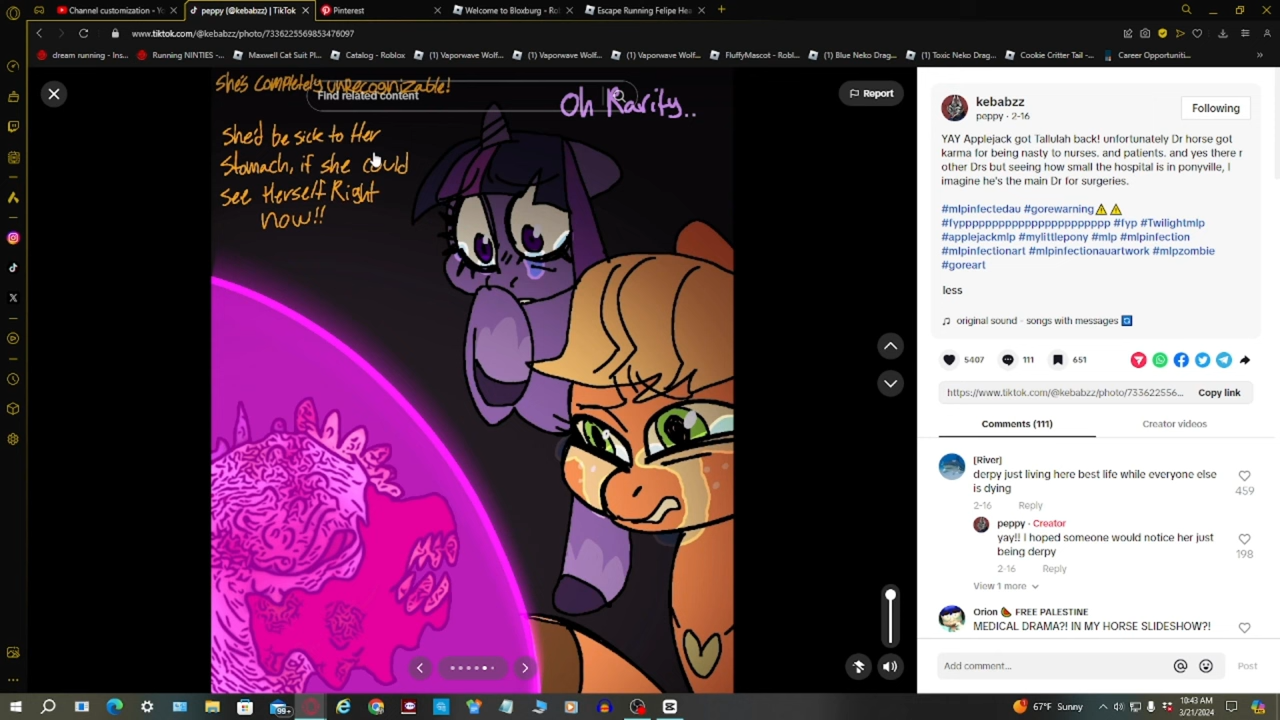 Channel customization - Yo
peppy (@kebabzz) | TikTok
Pinterest
Welcome to Bloxburg - Ro
Escape Running Felipe Hea
www.tiktok.com/@kebabzz/photo/7336225569853476097
dream running - Ins...
Running NINTIES - ...
Maxwell Cat Suit Pl...
Catalog - Roblox
(1) Vaporwave Wolf...
(1) Vaporwave Wolf...
(1) Vaporwave Wolf...
FluffyMascot - Robl...
(1) Blue Neko Drag...
(1) Toxic Neko Drag...
Cookie Critter Tail -...
Career Opportuniti...
She's Completely unrecognizable!
Find related content
Oh Rarity..
She'd be sick to Her
Stomach, if she could
see Herself Right
now!!
Report
kebabzz
peppy · 2-16
Following
YAY Applejack got Tallulah back! unfortunately Dr horse got
karma for being nasty to nurses. and patients. and yes there r
other Drs but seeing how small the hospital is in ponyville, I
imagine he's the main Dr for surgeries.
#mlpinfectedau #gorewarning⚠️⚠️
#fypppppppppppppppppppppppp #fyp #Twilightmlp
#applejackmlp #mylittlepony #mlp #mlpinfection
#mlpinfectionart #mlpinfectionauartwork #mlpzombie
#goreart
less
original sound - songs with messages
5407
111
651
https://www.tiktok.com/@kebabzz/photo/733622556...
Copy link
Comments (111)
Creator videos
[River]
derpy just living here best life while everyone else
is dying
459
2-16
Reply
peppy · Creator
yay!! I hoped someone would notice her just
being derpy
198
2-16
Reply
View 1 more
Orion 🍉 FREE PALESTINE
MEDICAL DRAMA?! IN MY HORSE SLIDESHOW?!
Add comment...
Post
99+
67°F Sunny
10:43 AM
3/21/2024